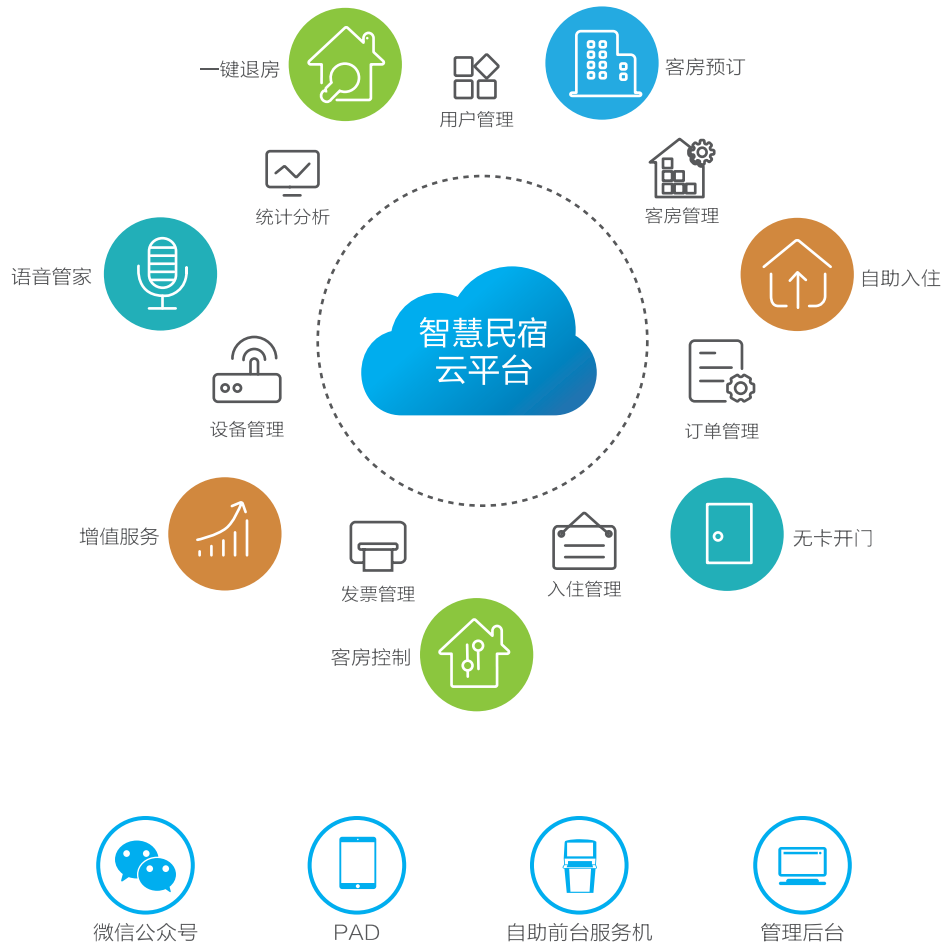 一键退房
客房预订
用户管理
统计分析
客房管理
语音管家
自助入住
智慧民宿
云平台
设备管理
订单管理
增值服务
无卡开门
发票管理
入住管理
客房控制
微信公众号
PAD
自助前台服务机
管理后台